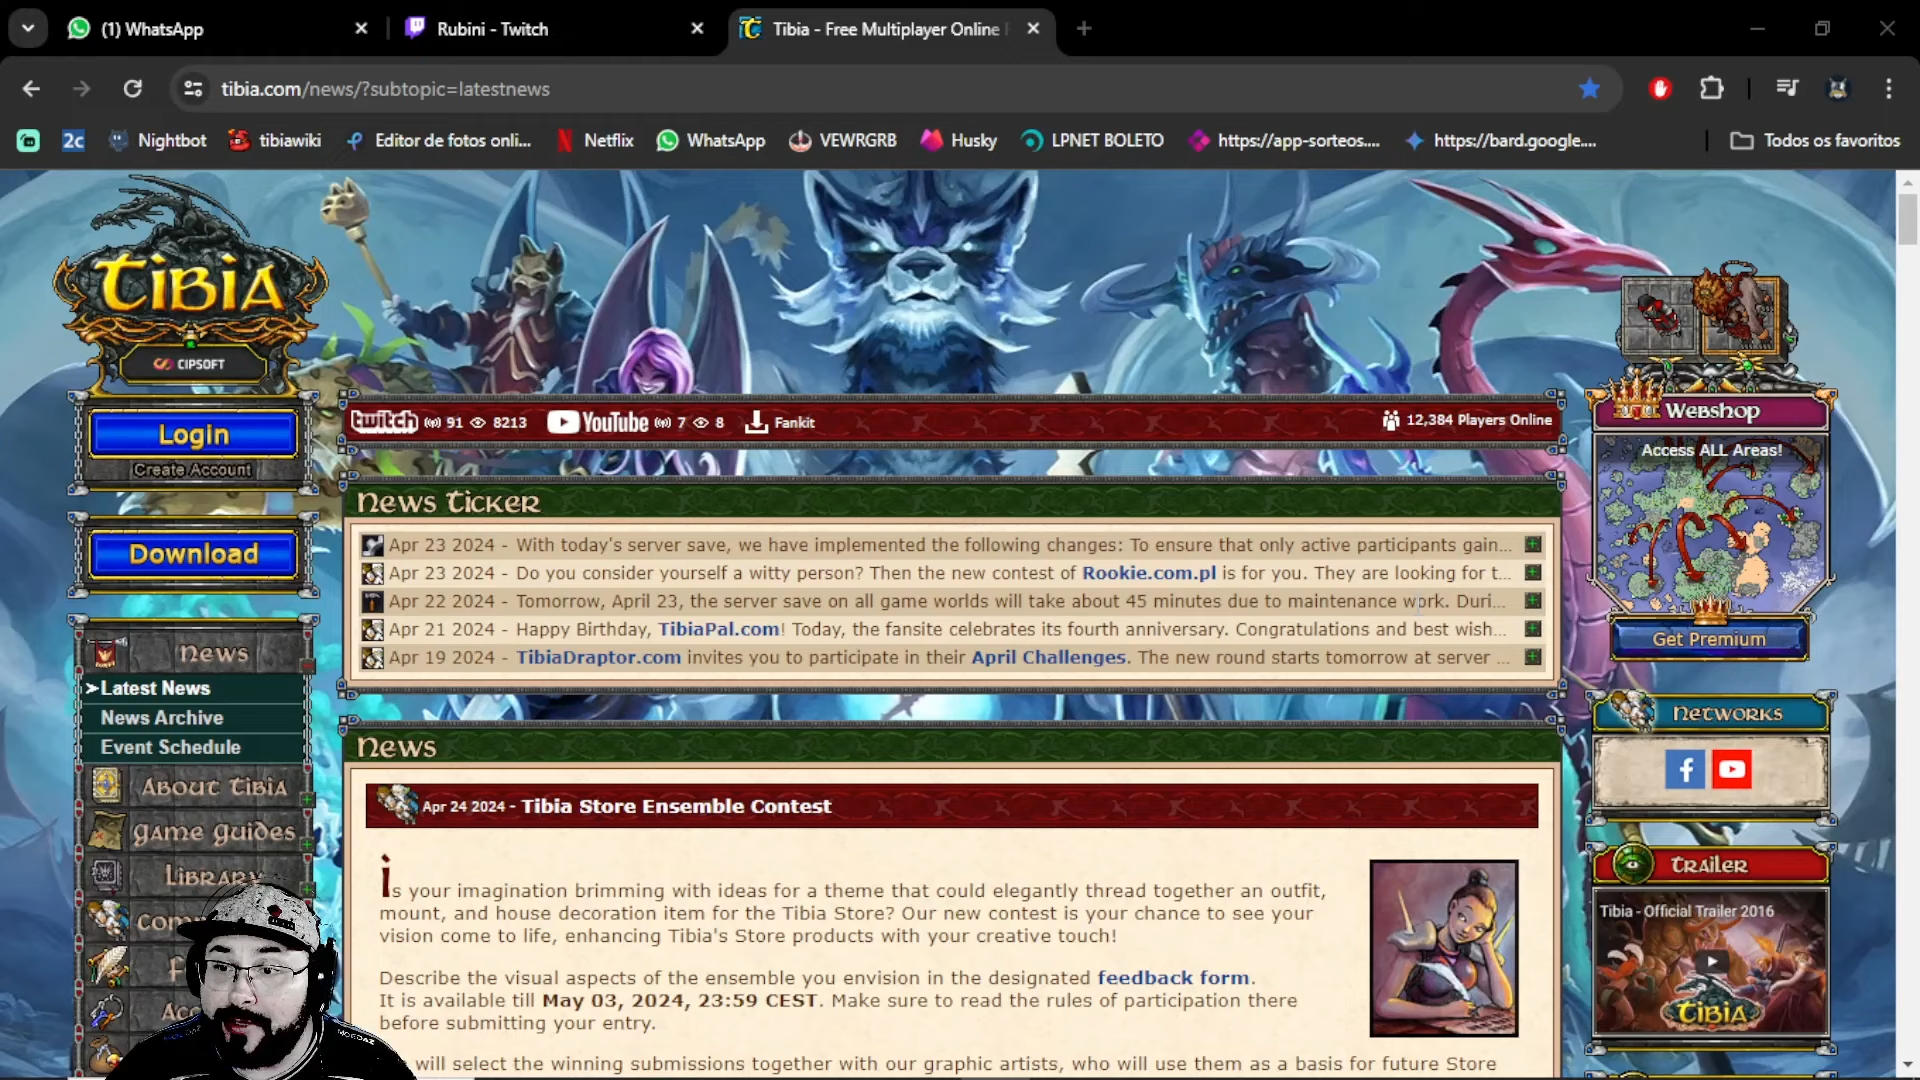 (1) WhatsApp
Rubini - Twitch
Tibia - Free Multiplayer Online
tibia.com/news/?subtopic=latestnews
2c
Nightbot
tibiawiki
Editor de fotos onli...
Netflix
WhatsApp
VEWRGRB
Husky
LPNET BOLETO
https://app-sorteos....
https://bard.google....
Todos os favoritos
TIBIA
CIPSOFT
Login
Create Account
Download
News
Latest News
News Archive
Event Schedule
About Tibia
Game Guides
Library
Com
F
Acc
twitch 91 8213 YouTube 7 8 Fankit 12,384 Players Online
News Ticker
Apr 23 2024 - With today's server save, we have implemented the following changes: To ensure that only active participants gain...
Apr 23 2024 - Do you consider yourself a witty person? Then the new contest of Rookie.com.pl is for you. They are looking for t...
Apr 22 2024 - Tomorrow, April 23, the server save on all game worlds will take about 45 minutes due to maintenance work. Duri...
Apr 21 2024 - Happy Birthday, TibiaPal.com! Today, the fansite celebrates its fourth anniversary. Congratulations and best wish...
Apr 19 2024 - TibiaDraptor.com invites you to participate in their April Challenges. The new round starts tomorrow at server ...
News
Apr 24 2024 - Tibia Store Ensemble Contest
Is your imagination brimming with ideas for a theme that could elegantly thread together an outfit,
mount, and house decoration item for the Tibia Store? Our new contest is your chance to see your
vision come to life, enhancing Tibia's Store products with your creative touch!
Describe the visual aspects of the ensemble you envision in the designated feedback form.
It is available till May 03, 2024, 23:59 CEST. Make sure to read the rules of participation there
before submitting your entry.
will select the winning submissions together with our graphic artists, who will use them as a basis for future Store
Webshop
Access ALL Areas!
Get Premium
Networks
Trailer
Tibia - Official Trailer 2016
TIBIA